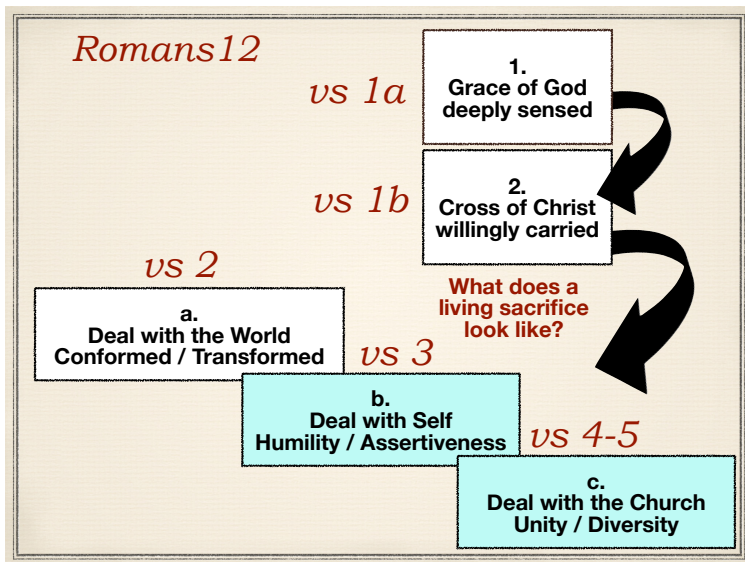 Romans12
vs 1a
1.
Grace of God
deeply sensed
vs 1b
2.
Cross of Christ
willingly carried
What does a
living sacrifice
look like?
vs 2
a.
Deal with the World
Conformed / Transformed
vs 3
b.
Deal with Self
Humility / Assertiveness
vs 4-5
c.
Deal with the Church
Unity / Diversity